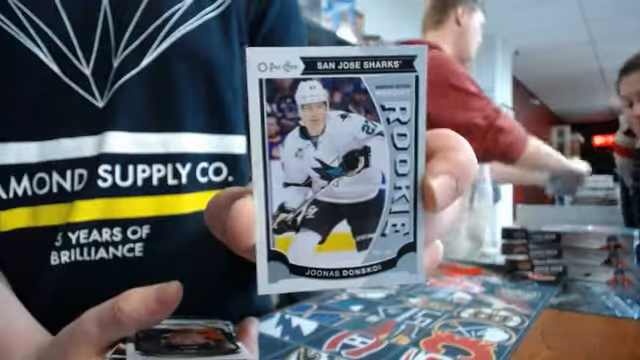 O-Pee-Chee
SAN JOSE SHARKS
ROOKIE
JOONAS DONSKOI
AMOND SUPPLY CO.
5 YEARS OF
BRILLIANCE